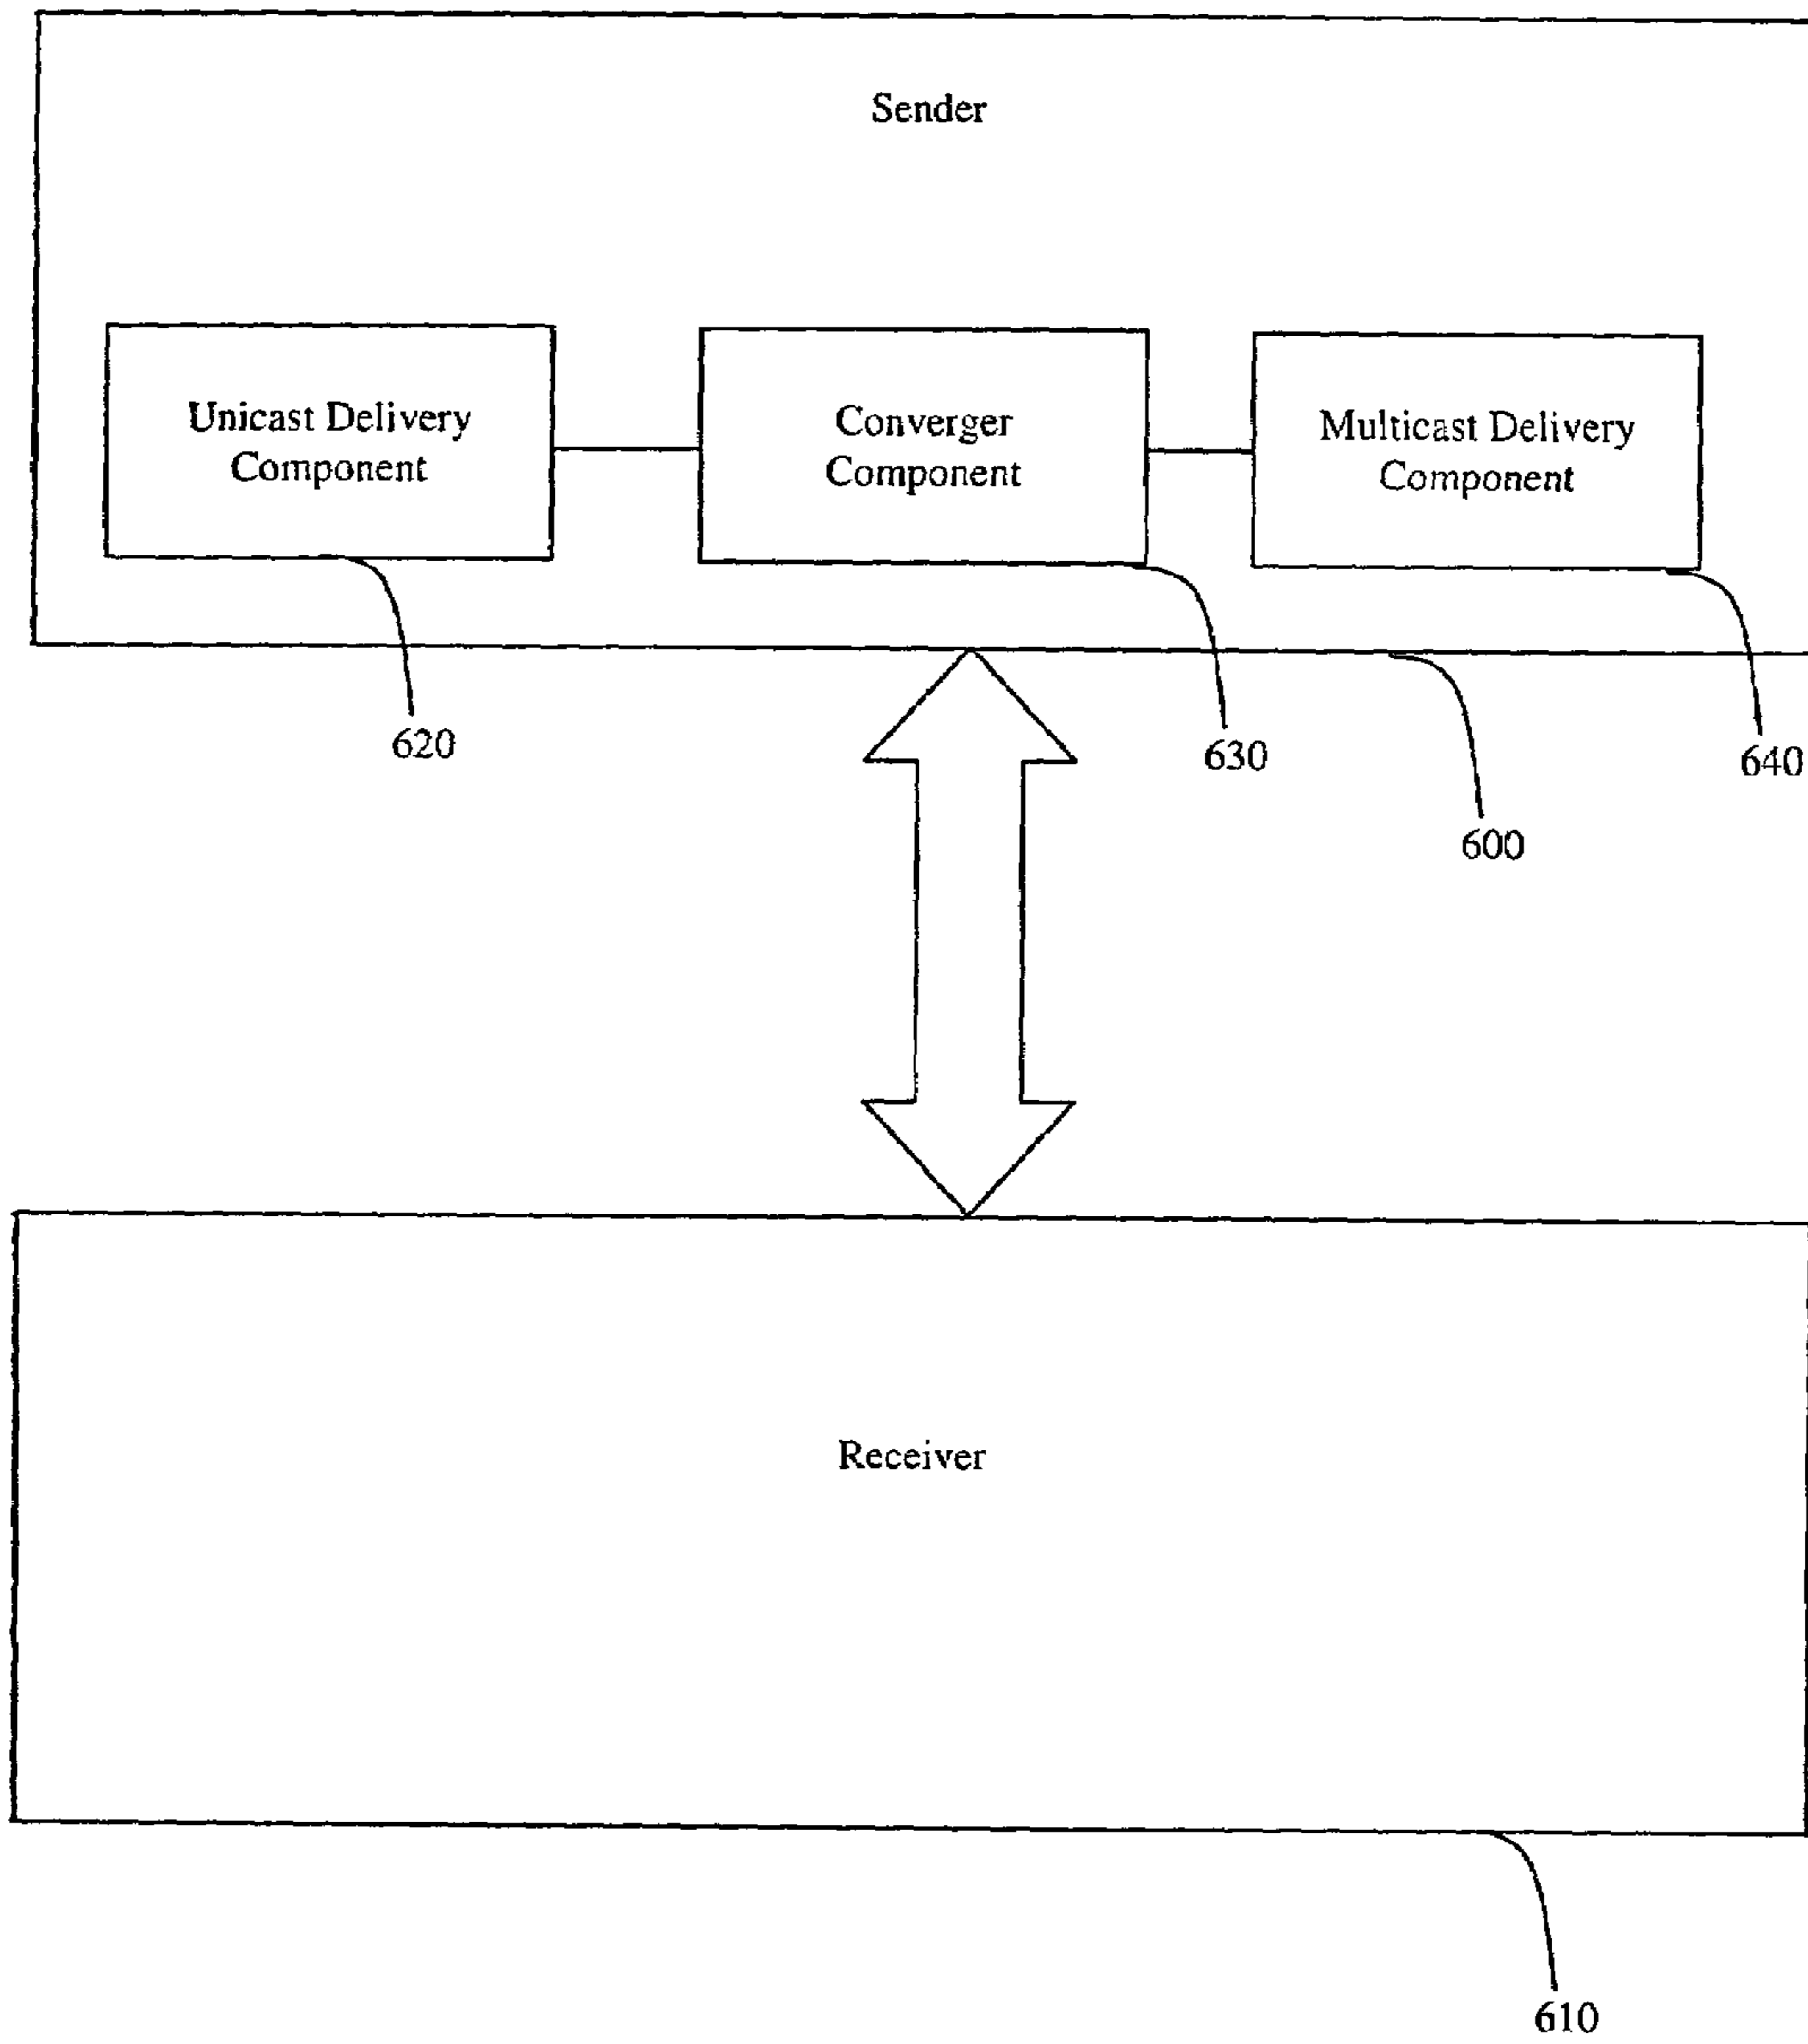 Sender
Unicast Delivery
Component
Converger
Component
Multicast Delivery
Component
620
630
640
600
Receiver
610